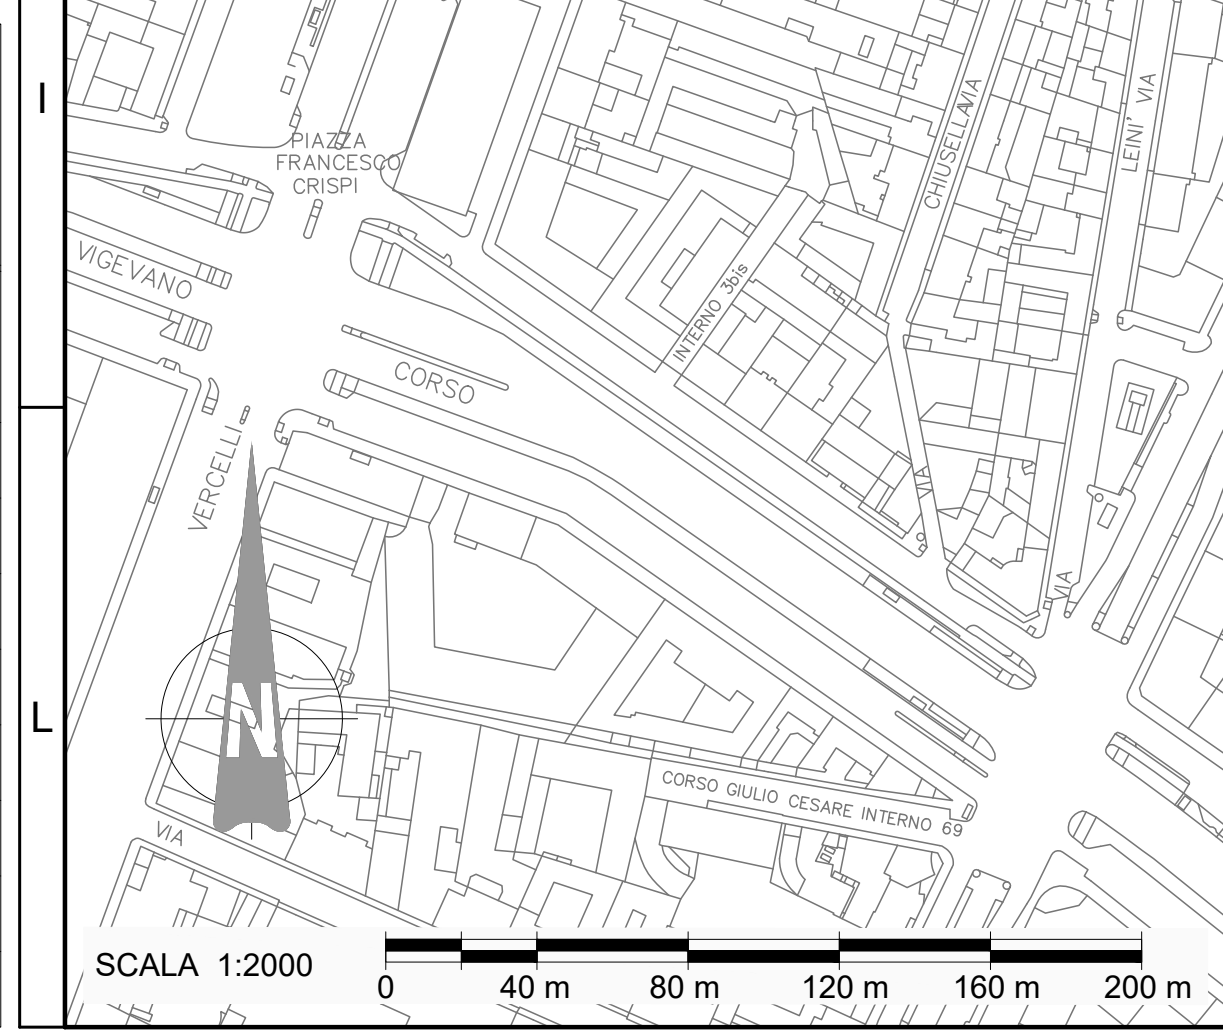 I
PIAZZA
FRANCESCO
CRISPI
CHIUSELLA VIA
LEINI' VIA
VIGEVANO
INTERNO 3bis
CORSO
VERCELLI
VIA
VIA
L
N
CORSO GIULIO CESARE INTERNO 69
VIA
SCALA 1:2000
0 40 m 80 m 120 m 160 m 200 m